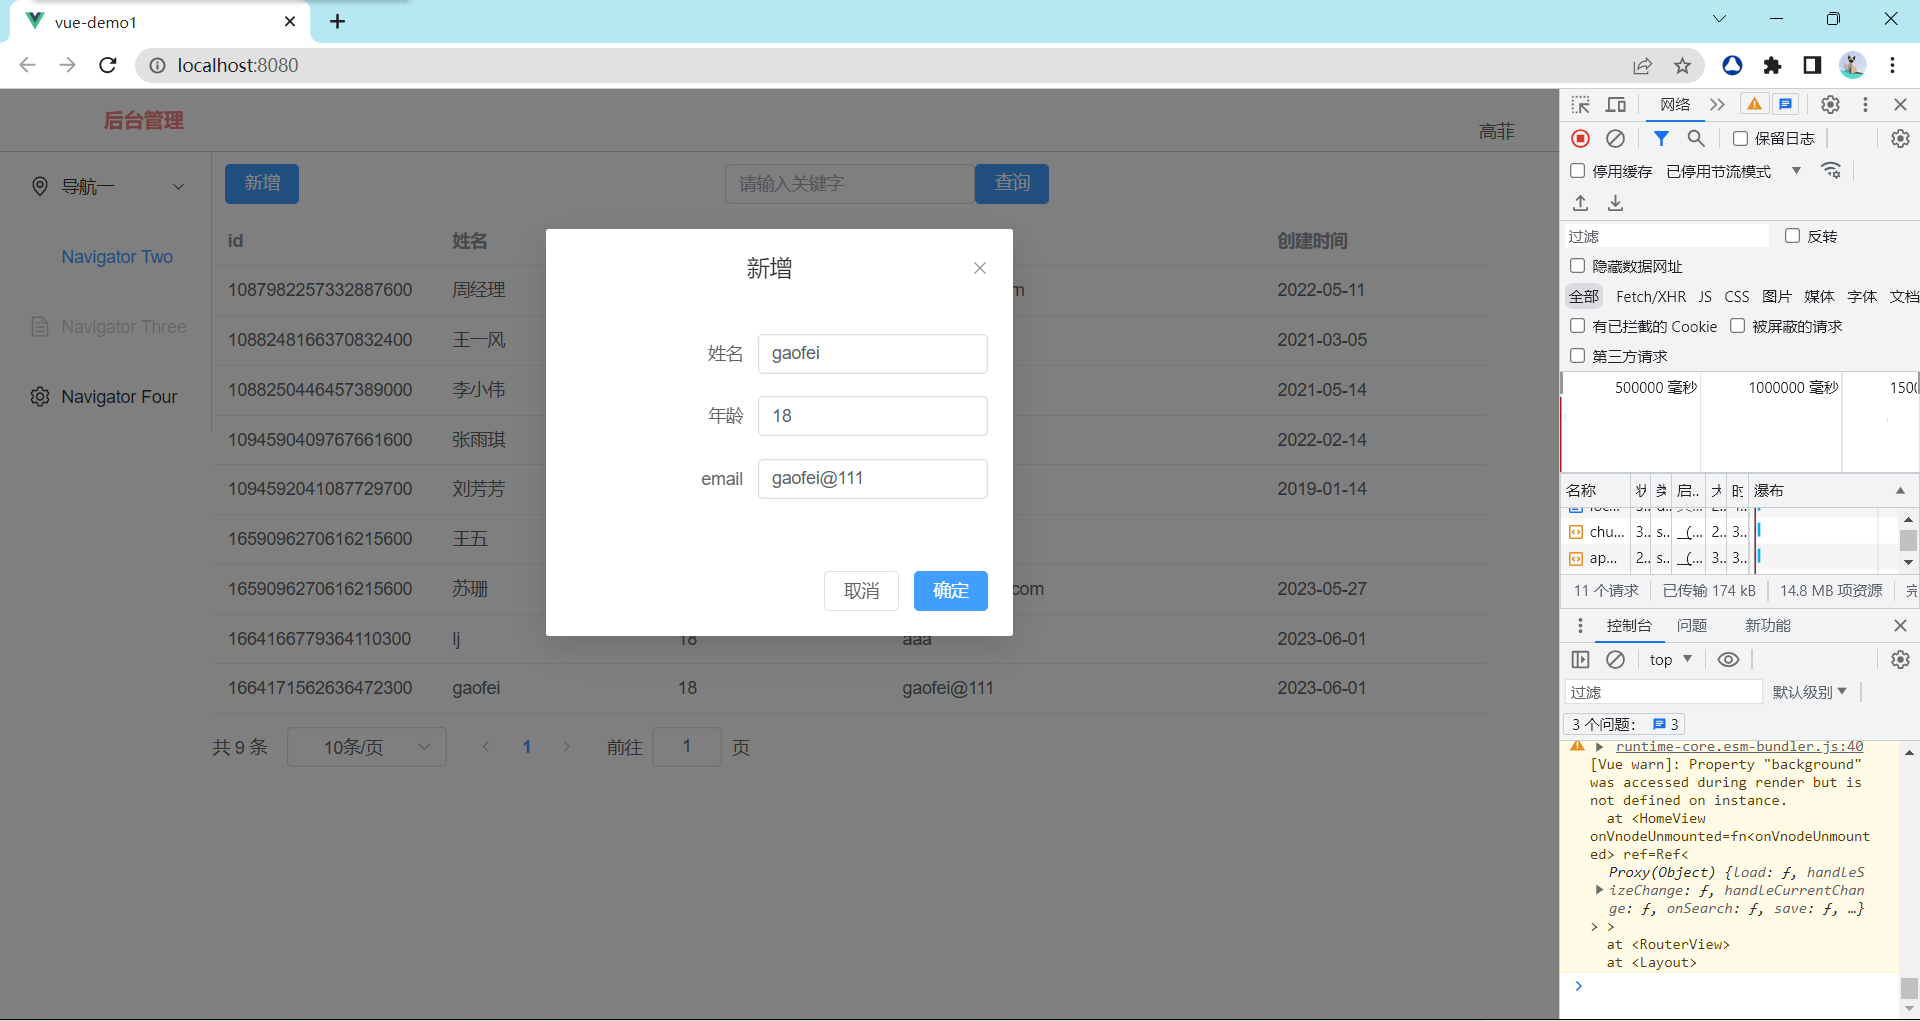 vue-demo1
localhost:8080
后台管理
高菲
导航一
Navigator Two
Navigator Three
Navigator Four
新增
请输入关键字
查询
id
姓名
创建时间
1087982257332887600
周经理
m
2022-05-11
1088248166370832400
王一风
2021-03-05
1088250446457389000
李小伟
2021-05-14
1094590409767661600
张雨琪
2022-02-14
1094592041087729700
刘芳芳
2019-01-14
1659096270616215600
王五
1659096270616215600
苏珊
com
2023-05-27
1664166779364110300
lj
18
aaa
2023-06-01
1664171562636472300
gaofei
18
gaofei@111
2023-06-01
共 9 条
10条/页
1
前往
1
页
新增
姓名
gaofei
年龄
18
email
gaofei@111
取消
确定
网络
保留日志
停用缓存
已停用节流模式
过滤
反转
隐藏数据网址
全部
Fetch/XHR
JS
CSS
图片
媒体
字体
文档
有已拦截的 Cookie
被屏蔽的请求
第三方请求
500000 毫秒
1000000 毫秒
名称
启..
瀑布
chu...
3..
s..
_(...
2..
3..
ap...
2..
s..
_(...
3..
3..
11 个请求
已传输 174 kB
14.8 MB 项资源
控制台
问题
新功能
top
过滤
默认级别
3 个问题:
3
runtime-core.esm-bundler.js:40
[Vue warn]: Property "background"
was accessed during render but is
not defined on instance.
at <HomeView
onVnodeUnmounted=fn<onVnodeUnmount
ed> ref=Ref<
Proxy(Object) {load: ƒ, handleS
izeChange: ƒ, handleCurrentChan
ge: ƒ, onSearch: ƒ, save: ƒ, …}
> >
at <RouterView>
at <Layout>